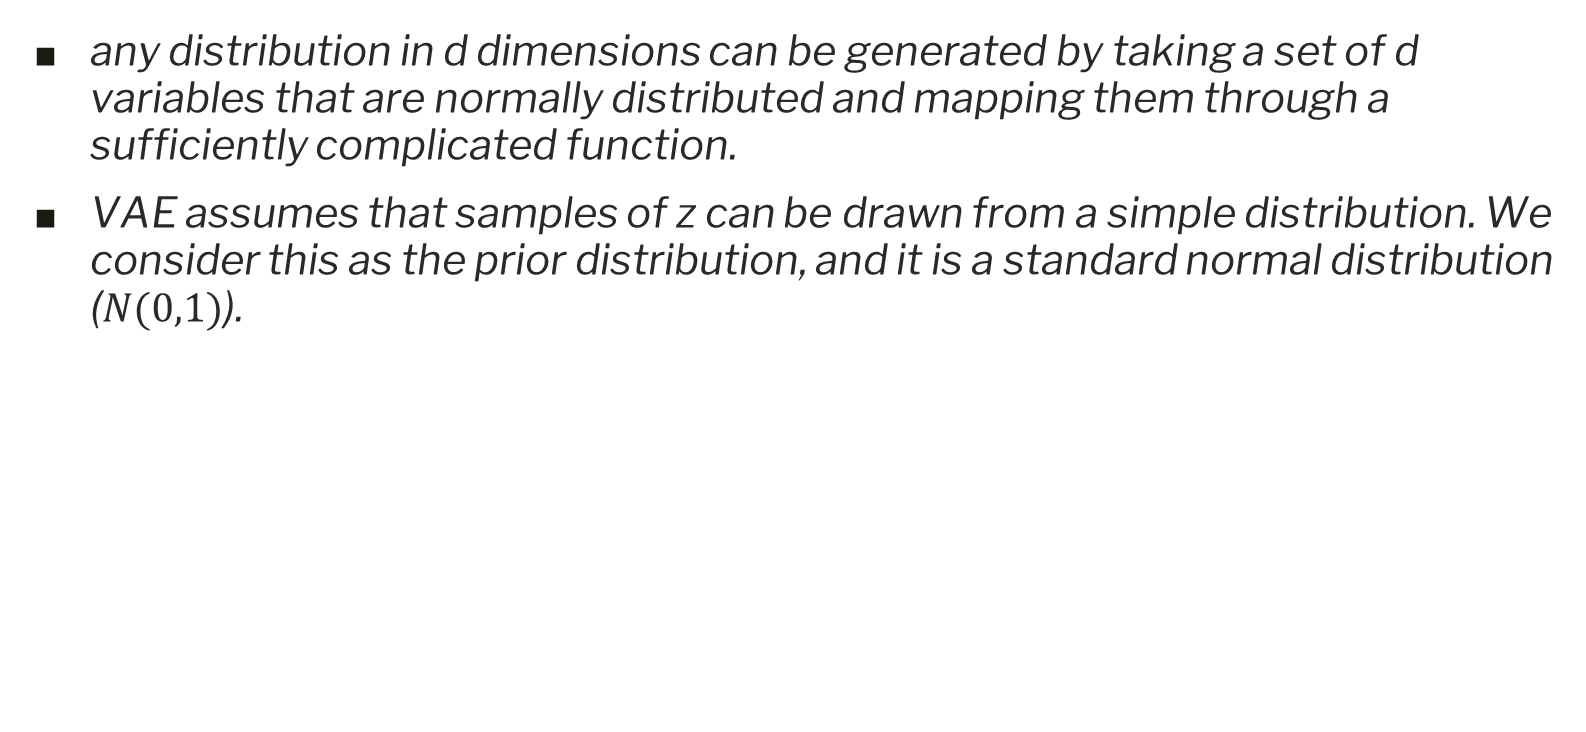 ▪ any distribution in d dimensions can be generated by taking a set of d
variables that are normally distributed and mapping them through a
sufficiently complicated function.
▪ VAE assumes that samples of z can be drawn from a simple distribution. We
consider this as the prior distribution, and it is a standard normal distribution
(N(0,1)).